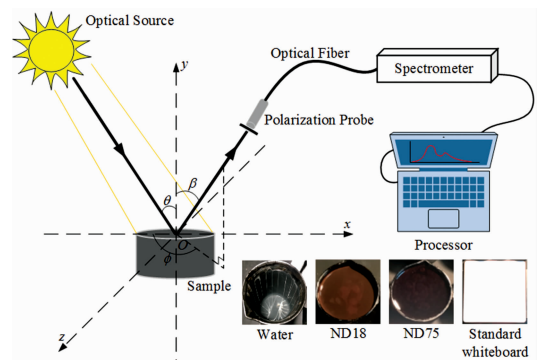 Optical Source
y
Optical Fiber
Spectrometer
Polarization Probe
θ
β
x
O
ϕ
Sample
z
Processor
Water
ND18
ND75
Standard
whiteboard